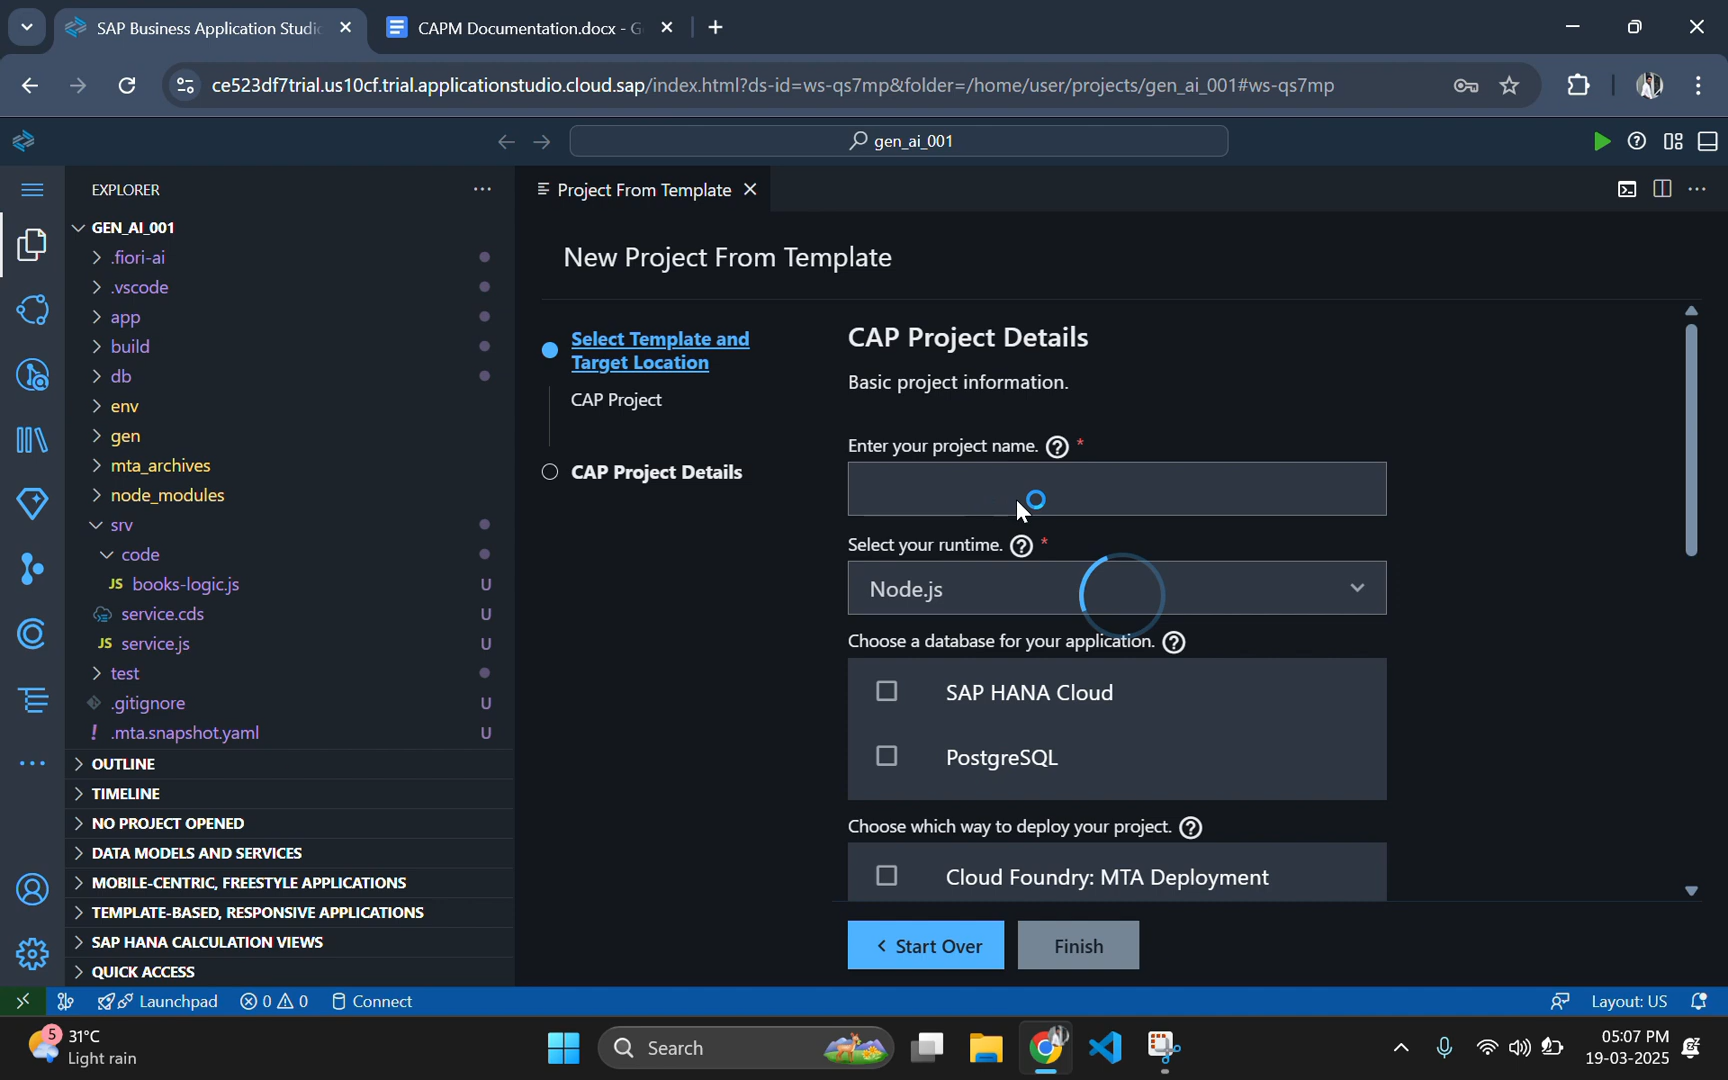 SAP Business Application Studic
CAPM Documentation.docx - G
ce523df7trial.us10cf.trial.applicationstudio.cloud.sap/index.html?ds-id=ws-qs7mp&folder=/home/user/projects/gen_ai_001#ws-qs7mp
gen_ai_001
EXPLORER
GEN_AI_001
.fiori-ai
.vscode
app
build
db
env
gen
mta_archives
node_modules
srv
code
JS books-logic.js U
service.cds U
JS service.js U
test
.gitignore U
! .mta.snapshot.yaml U
OUTLINE
TIMELINE
NO PROJECT OPENED
DATA MODELS AND SERVICES
MOBILE-CENTRIC, FREESTYLE APPLICATIONS
TEMPLATE-BASED, RESPONSIVE APPLICATIONS
SAP HANA CALCULATION VIEWS
QUICK ACCESS
Project From Template
New Project From Template
Select Template and
Target Location
CAP Project
CAP Project Details
CAP Project Details
Basic project information.
Enter your project name. *
Select your runtime. *
Node.js
Choose a database for your application.
SAP HANA Cloud
PostgreSQL
Choose which way to deploy your project.
Cloud Foundry: MTA Deployment
< Start Over
Finish
Launchpad
0 0
Connect
Layout: US
5
31°C
Light rain
Search
05:07 PM
19-03-2025